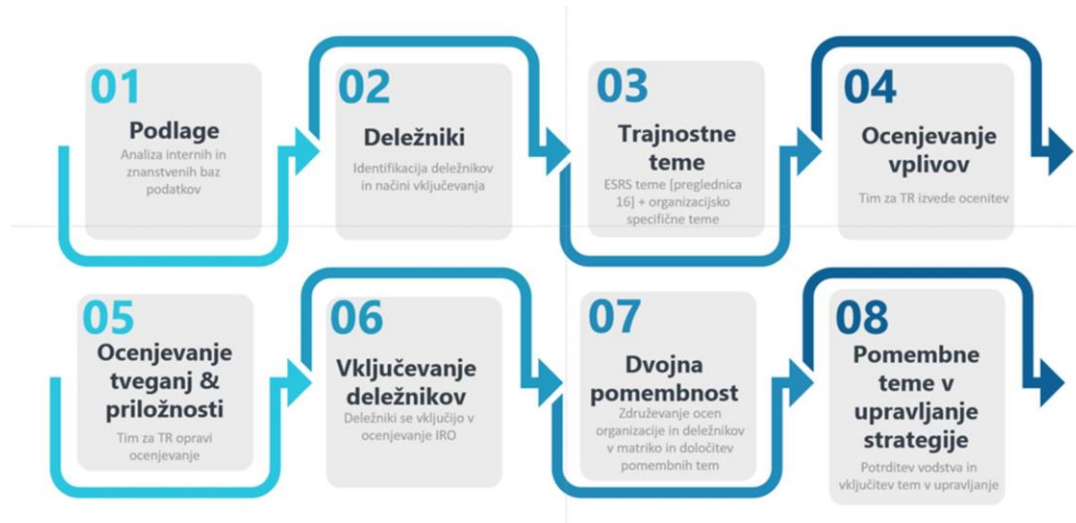 01
Podlage
Analiza internih in
znanstvenih baz
podatkov
02
Deležniki
Identifikacija deležnikov
in načini vključevanja
03
Trajnostne
teme
ESRS teme [preglednica
16] + organizacijsko
specifične teme
04
Ocenjevanje
vplivov
Tim za TR izvede ocenitev
05
Ocenjevanje
tveganj &
priložnosti
Tim za TR opravi
ocenjevanje
06
Vključevanje
deležnikov
Deležniki se vključijo v
ocenjevanje IRO
07
Dvojna
pomembnost
Združevanje ocen
organizacije in deležnikov
v matriko in določitev
pomembnih tem
08
Pomembne
teme v
upravljanje
strategije
Potrditev vodstva in
vključitev tem v upravljanje